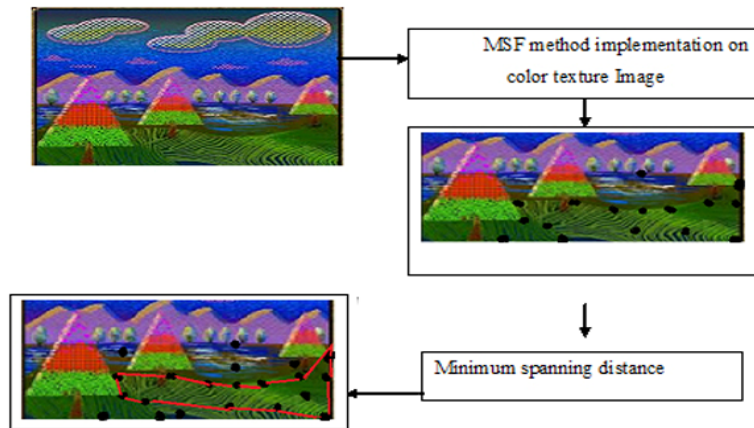 MSF method implementation on
color texture Image
Minimum spanning distance